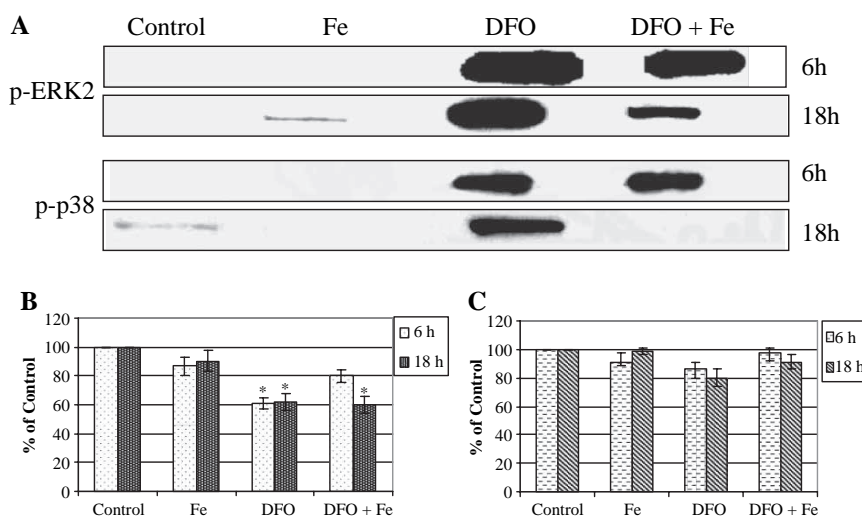 A
Control Fe DFO DFO + Fe
p-ERK2
6h
18h
p-p38
6h
18h
B
% of Control
120
100
80
60
40
20
0
* * *
6 h
18 h
Control Fe DFO DFO + Fe
C
% of Control
120
100
80
60
40
20
0
6 h
18 h
Control Fe DFO DFO + Fe